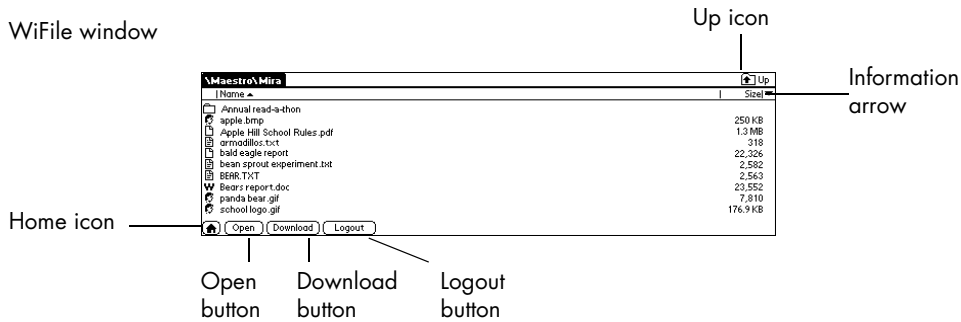 WiFile window
Up icon
\Maestro\Mira
Up
Name
Size
Information
arrow
Annual read-a-thon
apple.bmp 250 KB
Apple Hill School Rules.pdf 1.3 MB
armadillos.txt 318
bald eagle report 22,326
bean sprout experiment.txt 2,582
BEAR.TXT 2,563
W Bears report.doc 23,552
panda bear.gif 7,810
school logo.gif 176.9 KB
Home icon
Open
Download
Logout
Open
button
Download
button
Logout
button